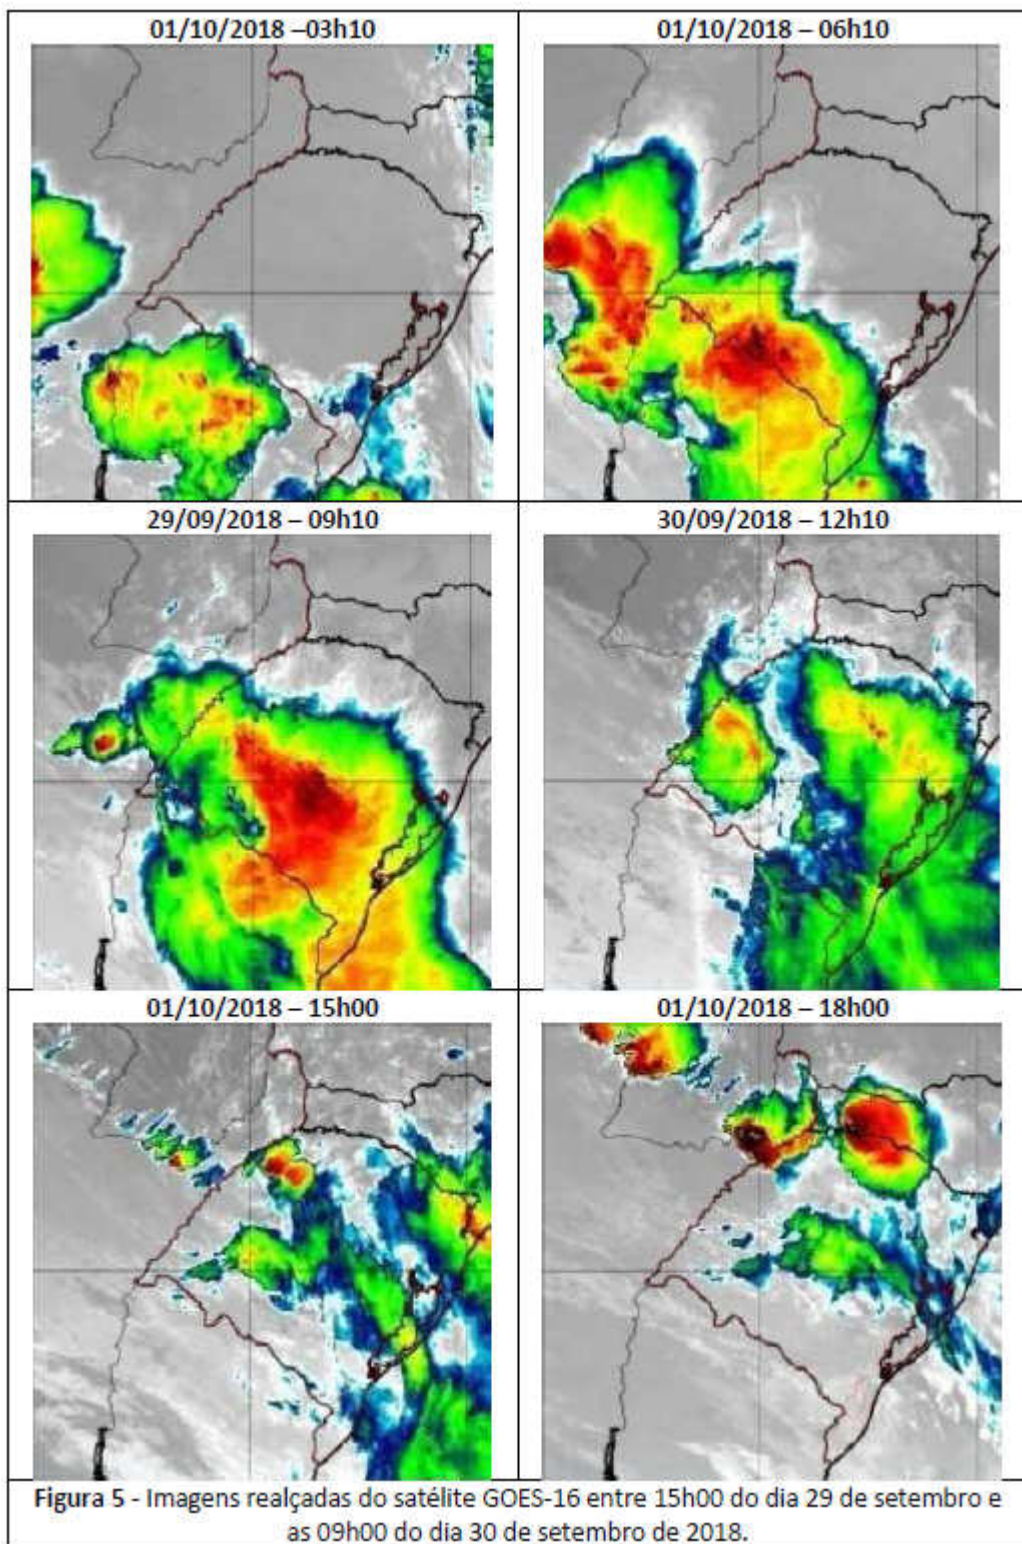 01/10/2018 –03h10
01/10/2018 – 06h10
29/09/2018 – 09h10
30/09/2018 – 12h10
01/10/2018 – 15h00
01/10/2018 – 18h00
Figura 5 - Imagens realçadas do satélite GOES-16 entre 15h00 do dia 29 de setembro e
as 09h00 do dia 30 de setembro de 2018.